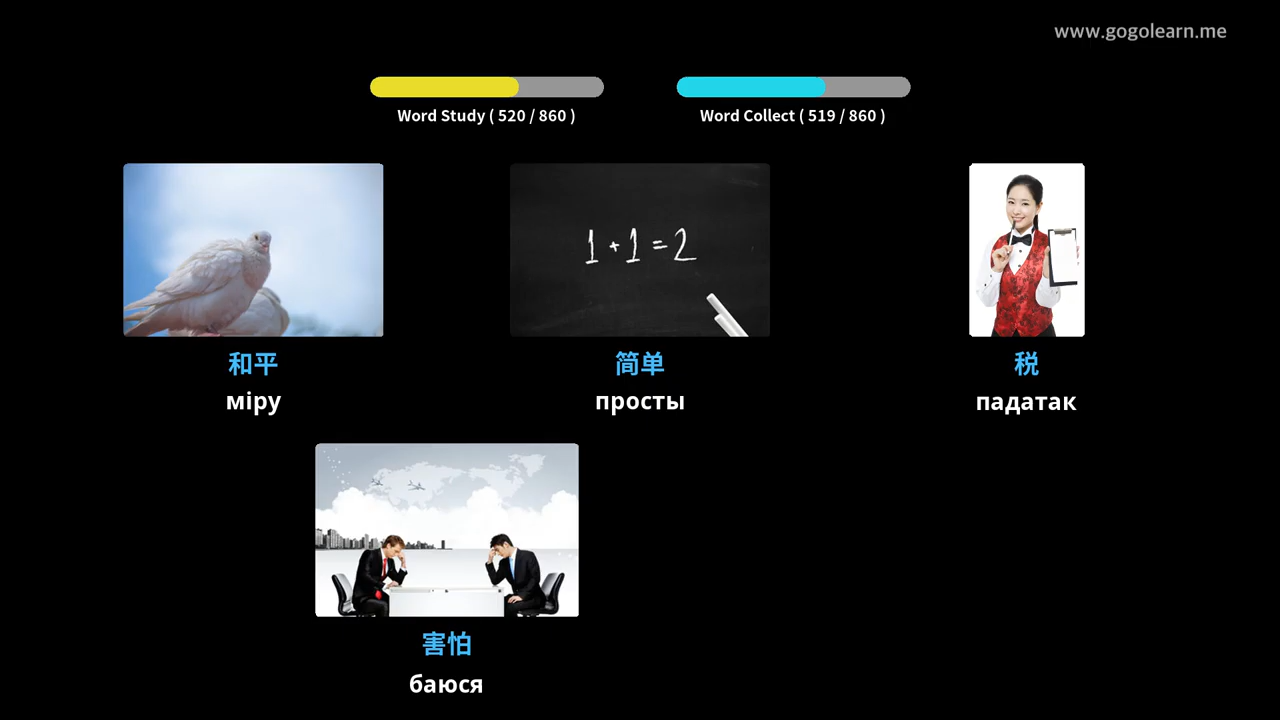 www.gogolearn.me
Word Study ( 520 / 860 )
Word Collect ( 519 / 860 )
1 + 1 = 2
和平
міру
简单
просты
税
падатак
害怕
баюся